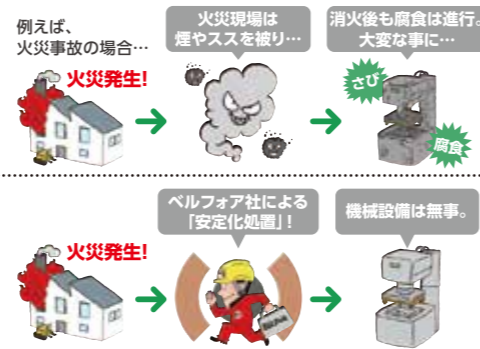 例えば、
火災事故の場合…
火災発生!
火災現場は
煙やススを被り…
消火後も腐食は進行。
大変な事に…
さび
腐食
火災発生!
ベルフォア社による
「安定化処置」!
機械設備は無事。